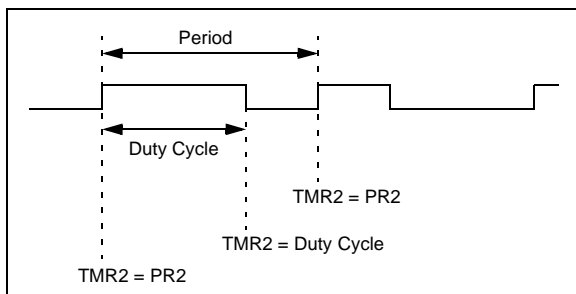 Period
Duty Cycle
TMR2 = PR2
TMR2 = Duty Cycle
TMR2 = PR2